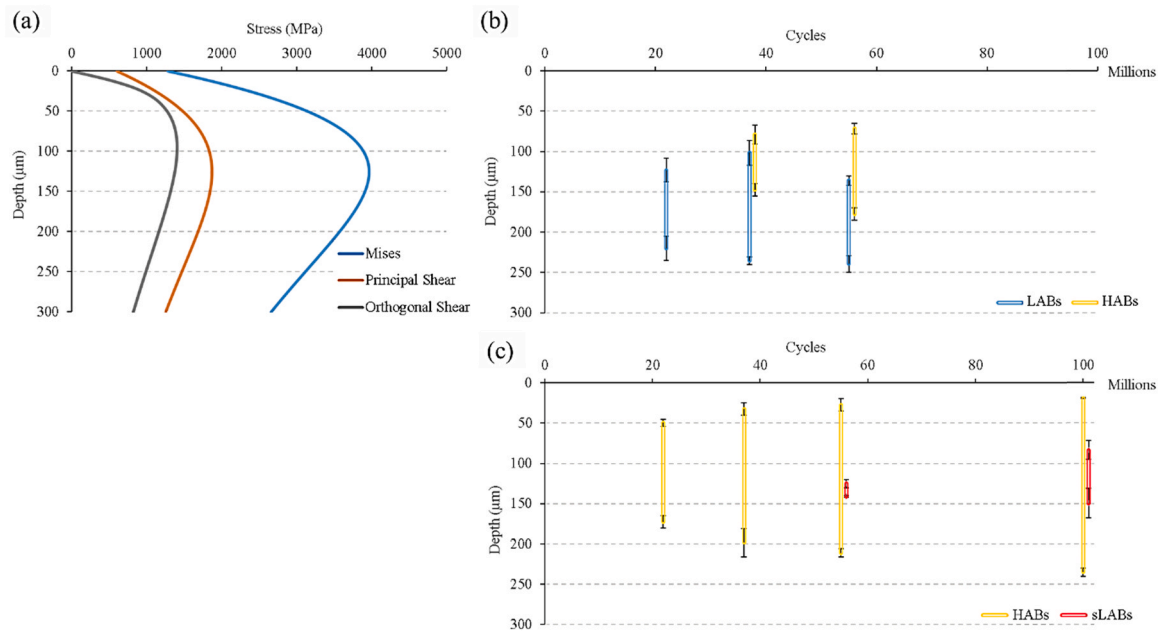 (a)
Stress (MPa)
0 1000 2000 3000 4000 5000
0
50
100
150
200
250
300
Depth (μm)
Mises
Principal Shear
Orthogonal Shear
(b)
Cycles
0 20 40 60 80 100
Millions
0
50
100
150
200
250
300
Depth (μm)
LABs HABs
(c)
Cycles
0 20 40 60 80 100
Millions
0
50
100
150
200
250
300
Depth (μm)
HABs sLABs